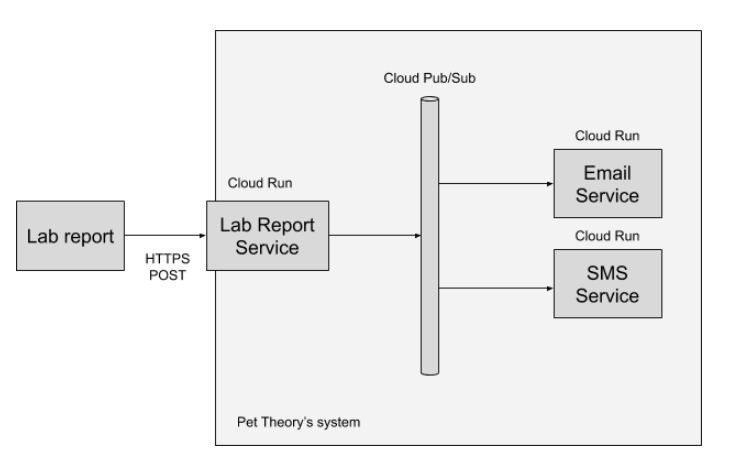 Cloud Pub/Sub
Cloud Run
Email
Service
Cloud Run
Lab report
HTTPS
POST
Lab Report
Service
Cloud Run
SMS
Service
Pet Theory's system